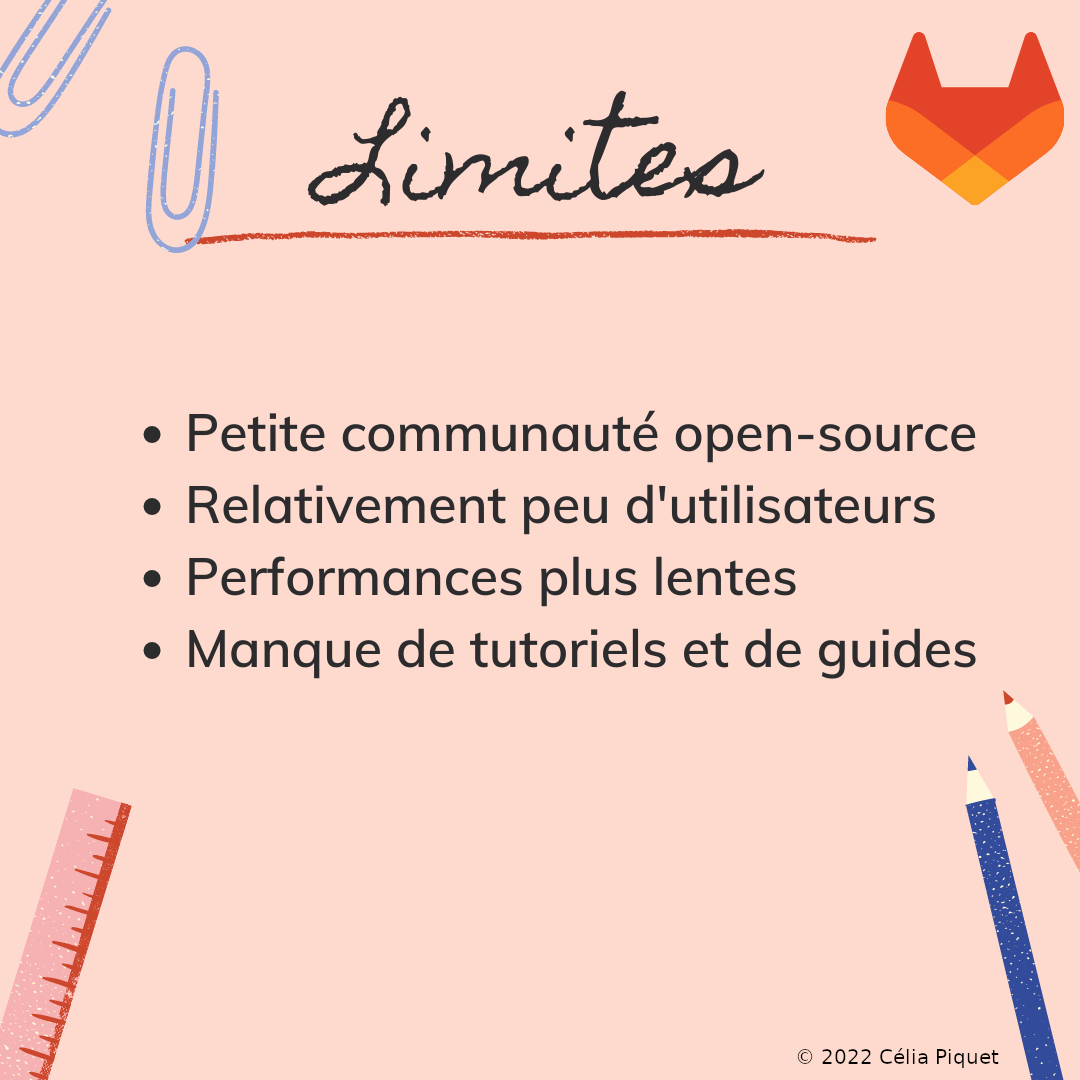 Limites
• Petite communauté open-source
• Relativement peu d'utilisateurs
• Performances plus lentes
• Manque de tutoriels et de guides
© 2022 Célia Piquet